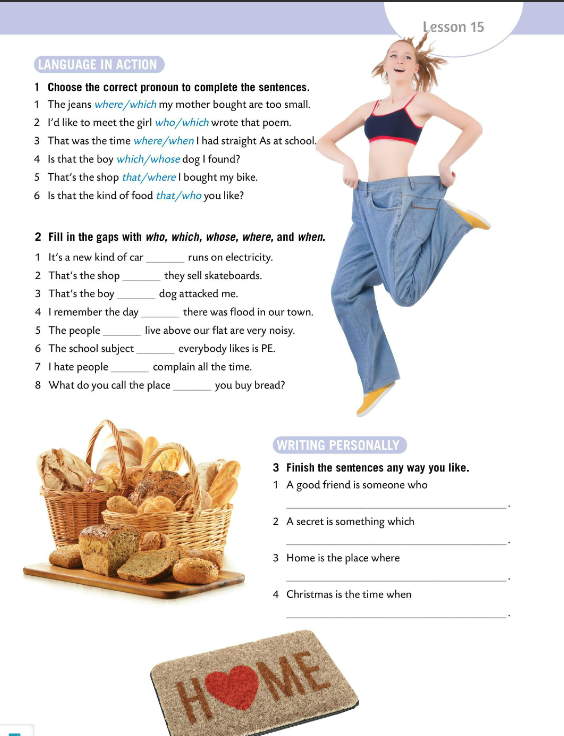 Lesson 15
LANGUAGE IN ACTION
1 Choose the correct pronoun to complete the sentences.
1 The jeans where/which my mother bought are too small.
2 I'd like to meet the girl who/which wrote that poem.
3 That was the time where/when I had straight As at school.
4 Is that the boy which/whose dog I found?
5 That's the shop that/where I bought my bike.
6 Is that the kind of food that/who you like?
2 Fill in the gaps with who, which, whose, where, and when.
1 It's a new kind of car _______ runs on electricity.
2 That's the shop _______ they sell skateboards.
3 That's the boy _______ dog attacked me.
4 I remember the day _______ there was flood in our town.
5 The people _______ live above our flat are very noisy.
6 The school subject _______ everybody likes is PE.
7 I hate people _______ complain all the time.
8 What do you call the place _______ you buy bread?
WRITING PERSONALLY
3 Finish the sentences any way you like.
1 A good friend is someone who
_______________________________________.
2 A secret is something which
_______________________________________.
3 Home is the place where
_______________________________________.
4 Christmas is the time when
_______________________________________.
H♥ME